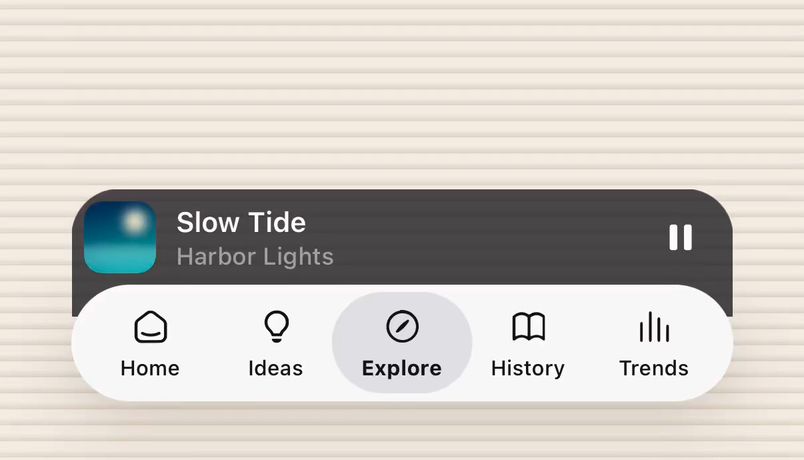 Slow Tide
Harbor Lights
Home
Ideas
Explore
History
Trends